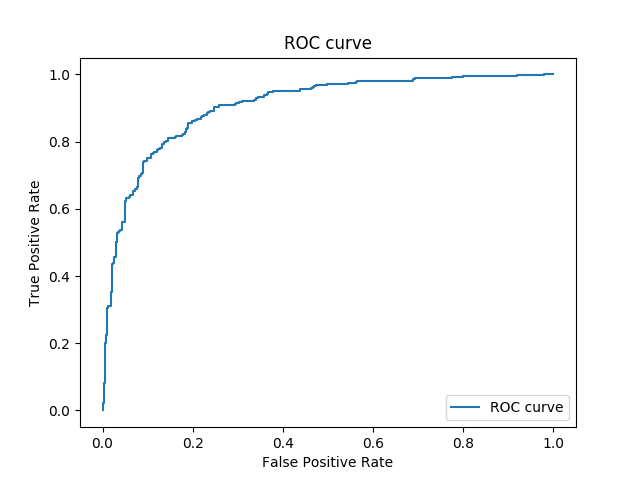 ROC curve
1.0
0.8
0.6
0.4
0.2
0.0
True Positive Rate
ROC curve
0.0 0.2 0.4 0.6 0.8 1.0
False Positive Rate